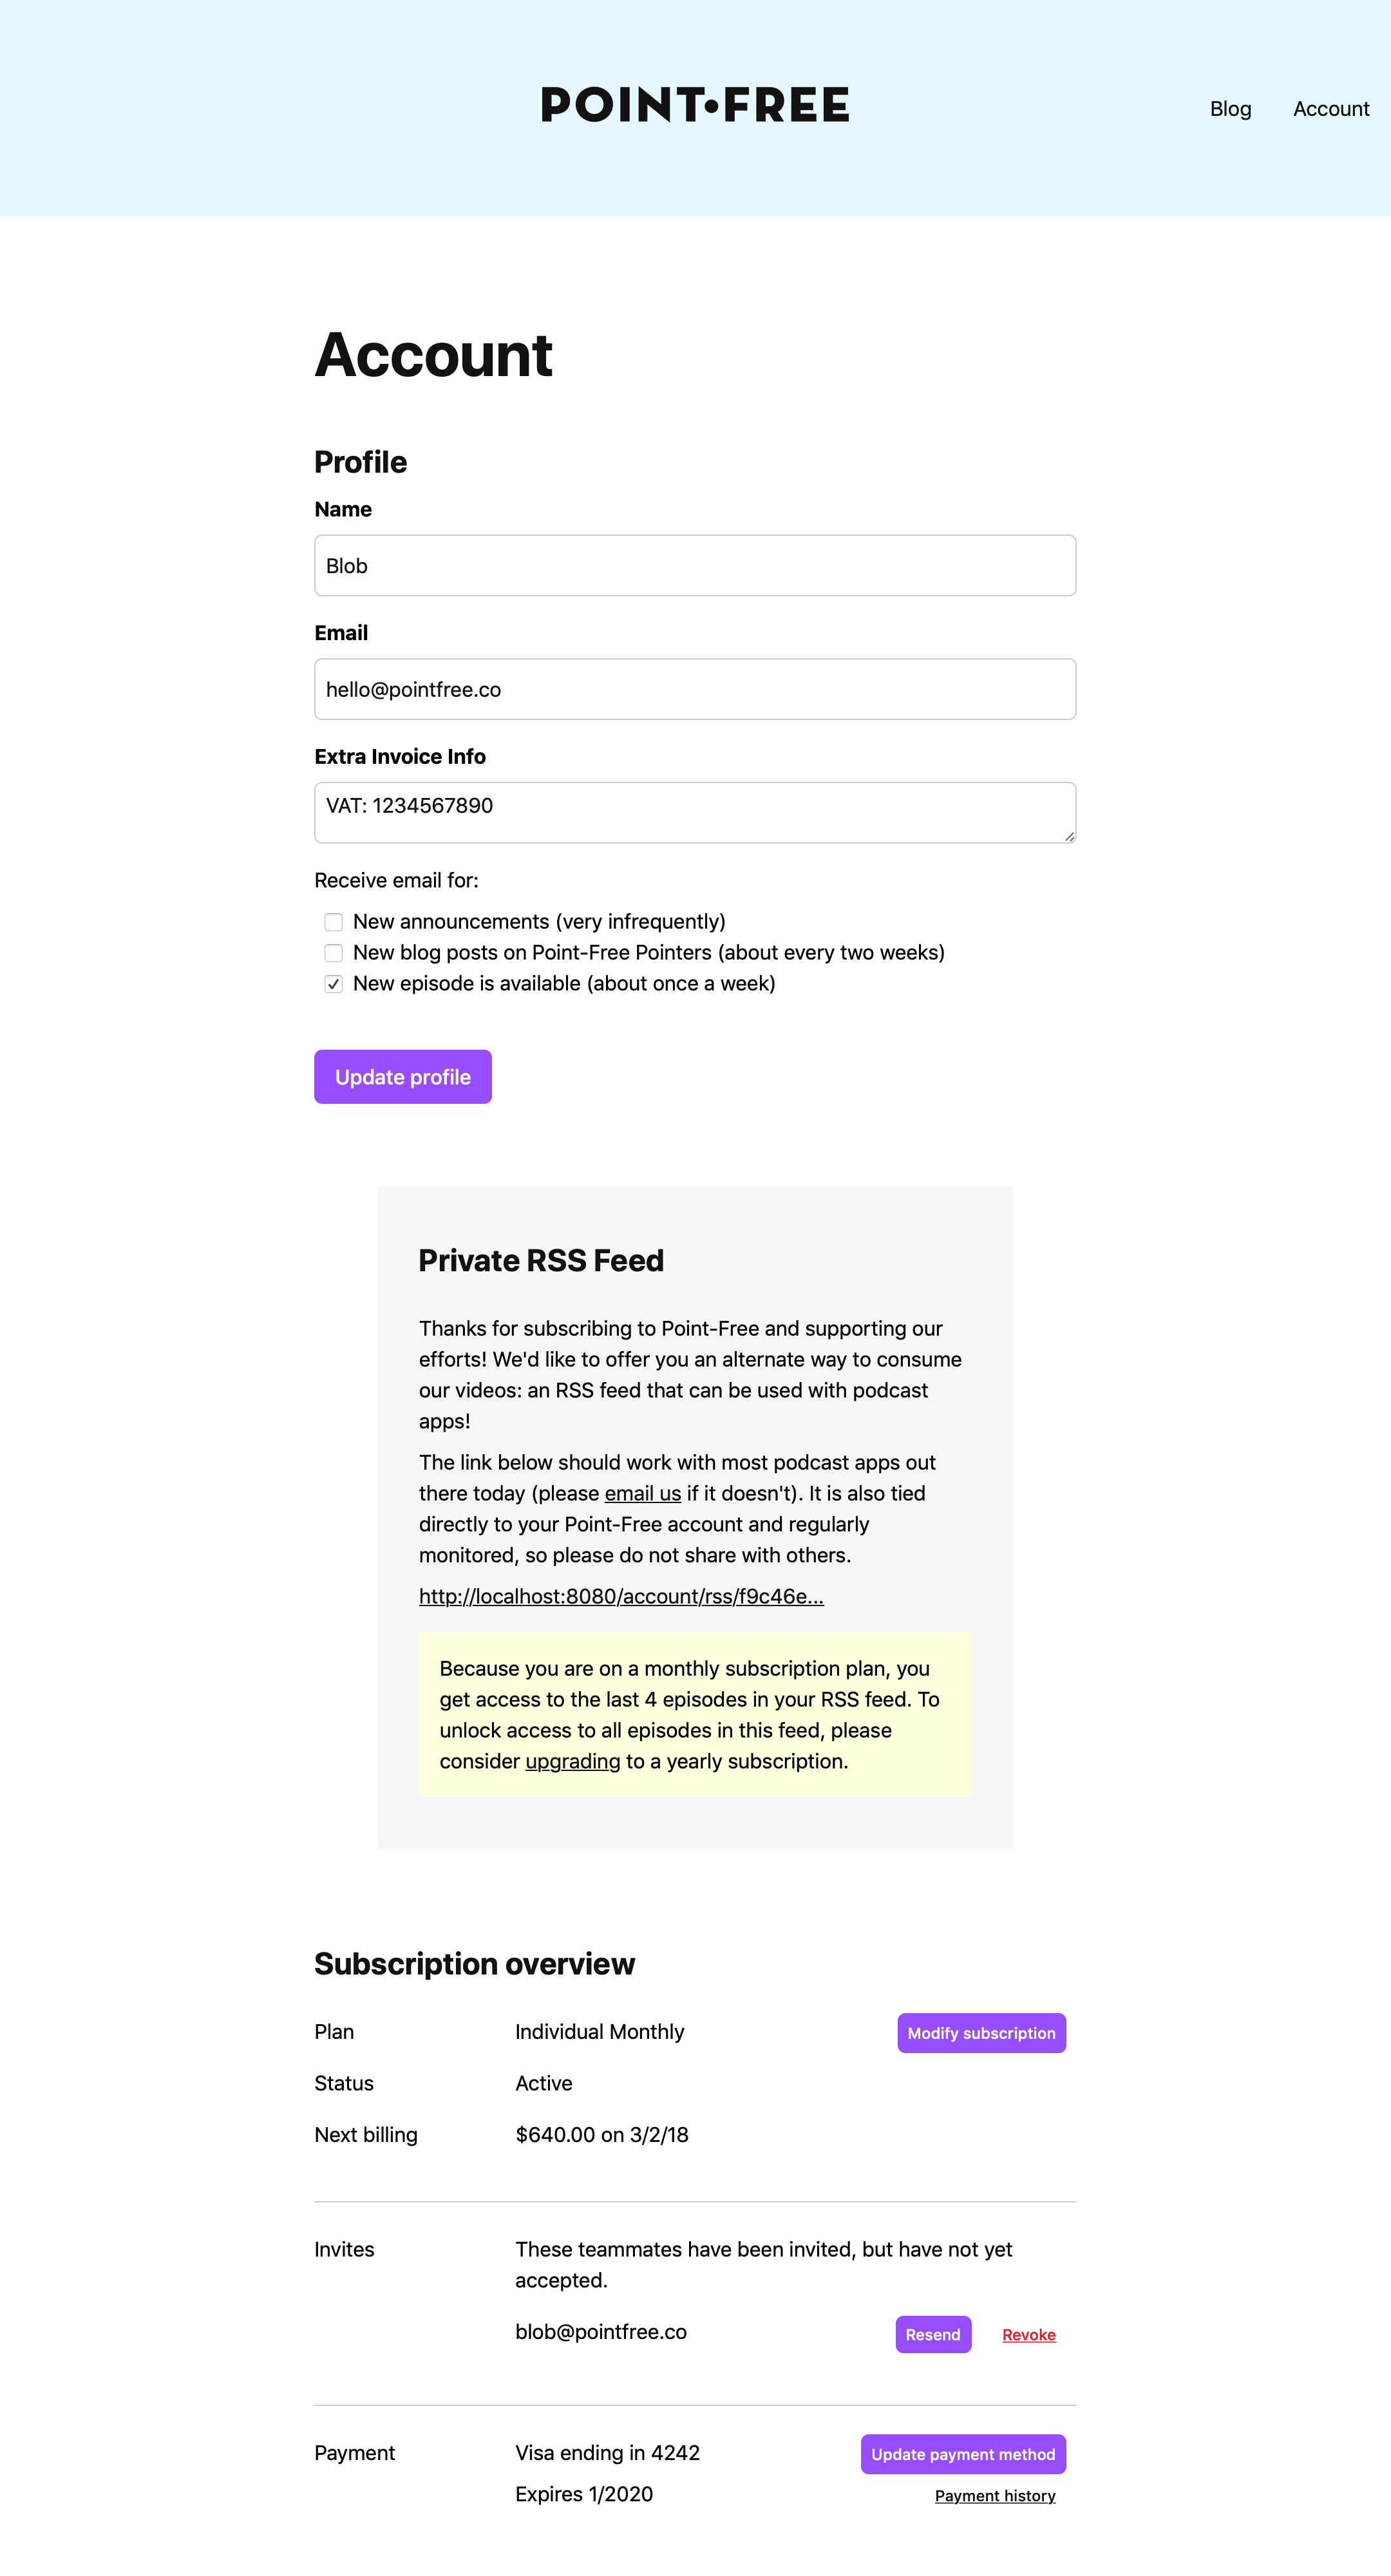 POINT•FREE
Blog Account
Account
Profile
Name
Blob
Email
hello@pointfree.co
Extra Invoice Info
VAT: 1234567890
Receive email for:
New announcements (very infrequently)
New blog posts on Point-Free Pointers (about every two weeks)
New episode is available (about once a week)
Update profile
Private RSS Feed
Thanks for subscribing to Point-Free and supporting our
efforts! We'd like to offer you an alternate way to consume
our videos: an RSS feed that can be used with podcast
apps!
The link below should work with most podcast apps out
there today (please email us if it doesn't). It is also tied
directly to your Point-Free account and regularly
monitored, so please do not share with others.
http://localhost:8080/account/rss/f9c46e...
Because you are on a monthly subscription plan, you
get access to the last 4 episodes in your RSS feed. To
unlock access to all episodes in this feed, please
consider upgrading to a yearly subscription.
Subscription overview
Plan Individual Monthly Modify subscription
Status Active
Next billing $640.00 on 3/2/18
Invites These teammates have been invited, but have not yet
accepted.
blob@pointfree.co Resend Revoke
Payment Visa ending in 4242 Update payment method
Expires 1/2020 Payment history